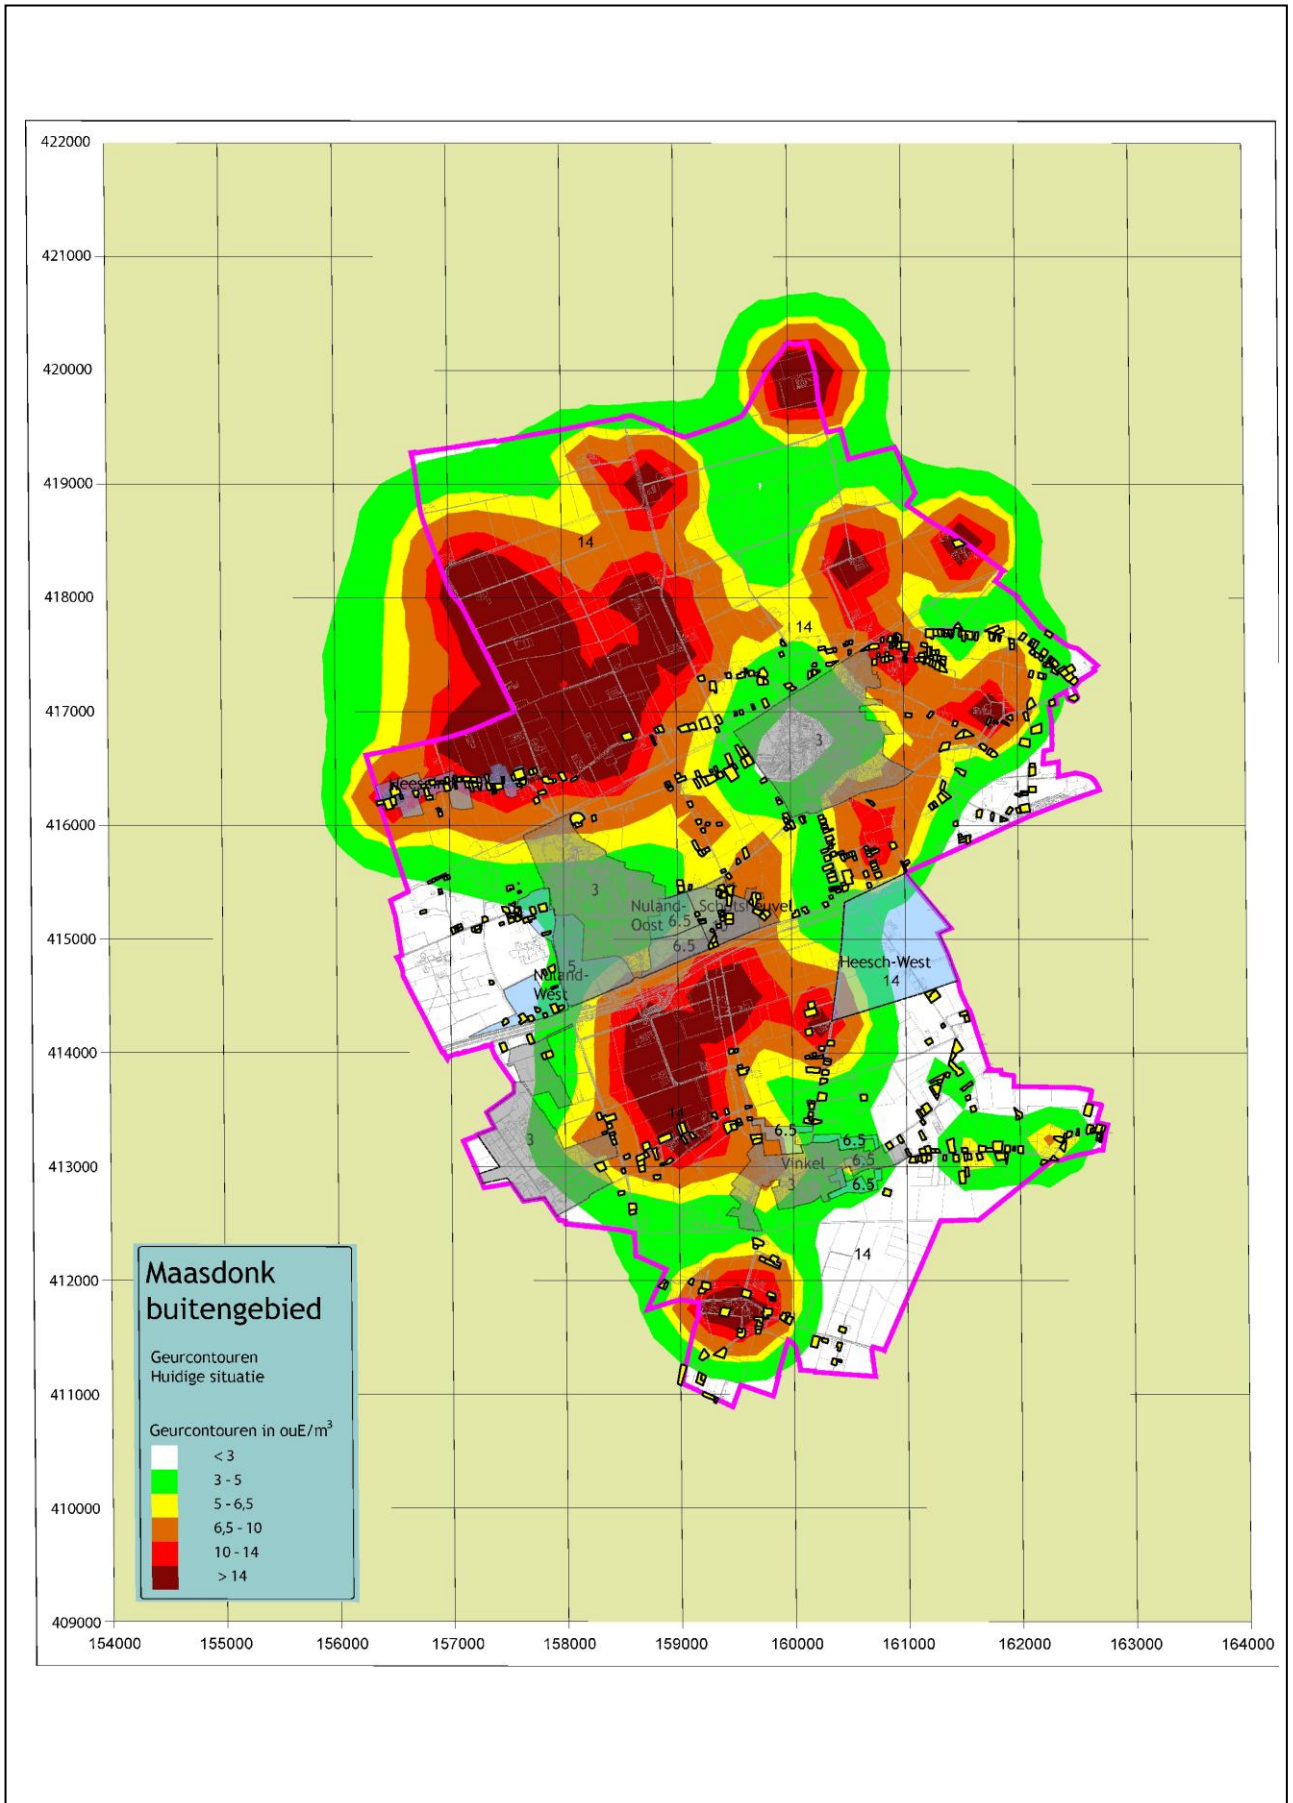 422000
421000
420000
419000
418000
417000
416000
415000
414000
413000
412000
411000
410000
409000
154000 155000 156000 157000 158000 159000 160000 161000 162000 163000 164000
14
14
3
3
Nuland-
Oost
6.5
6.5
Schutsheuvel
5
Nuland-
West
Heesch-West
14
14
3
6.5
6.5
6.5
6.5
Vinkel
3
14
Maasdonk
buitengebied
Geurcontouren
Huidige situatie
Geurcontouren in ouE/m³
< 3
3 - 5
5 - 6,5
6,5 - 10
10 - 14
> 14